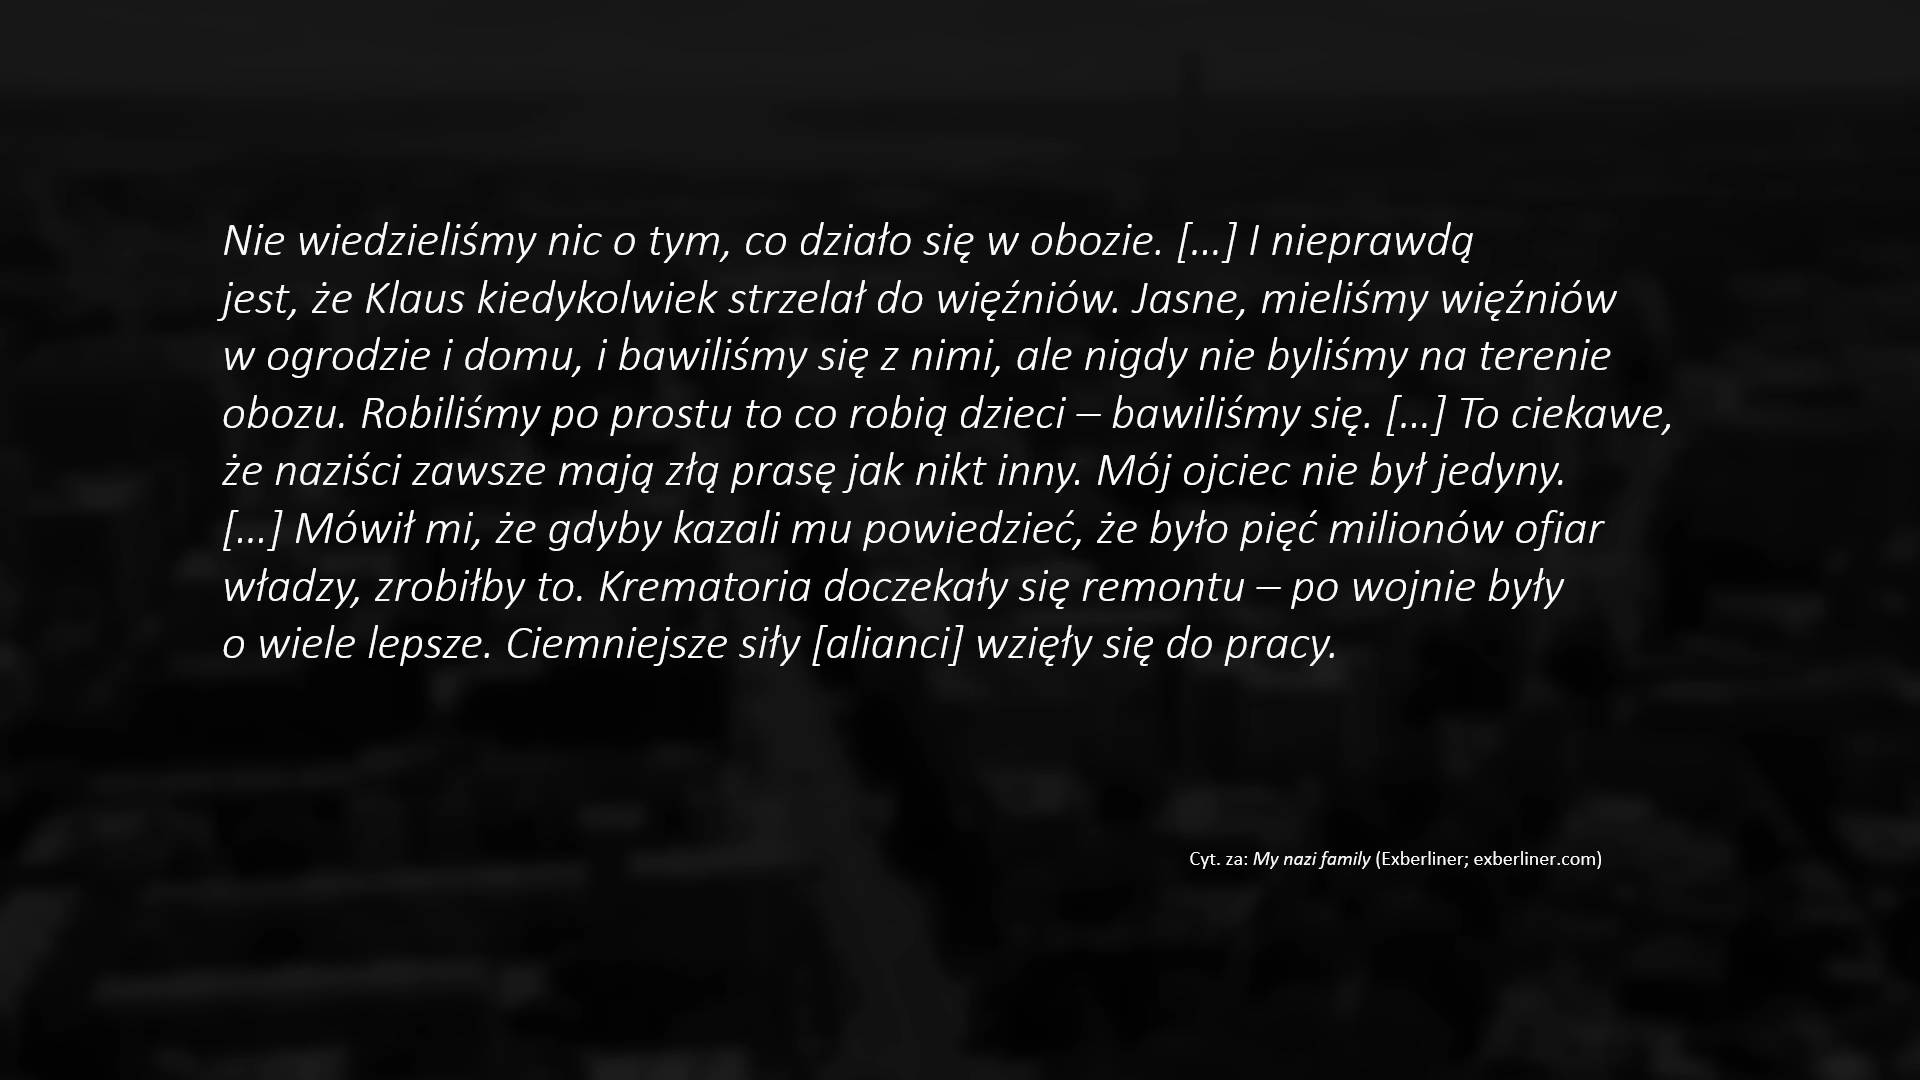 Nie wiedzieliśmy nic o tym, co działo się w obozie. [...] I nieprawdą
jest, że Klaus kiedykolwiek strzelał do więźniów. Jasne, mieliśmy więźniów
w ogrodzie i domu, i bawiliśmy się z nimi, ale nigdy nie byliśmy na terenie
obozu. Robiliśmy po prostu to co robią dzieci – bawiliśmy się. [...] To ciekawe,
że naziści zawsze mają złą prasę jak nikt inny. Mój ojciec nie był jedyny.
[...] Mówił mi, że gdyby kazali mu powiedzieć, że było pięć milionów ofiar
władzy, zrobiłby to. Krematoria doczekały się remontu – po wojnie były
o wiele lepsze. Ciemniejsze siły [alianci] wzięły się do pracy.
Cyt. za: My nazi family (Exberliner; exberliner.com)